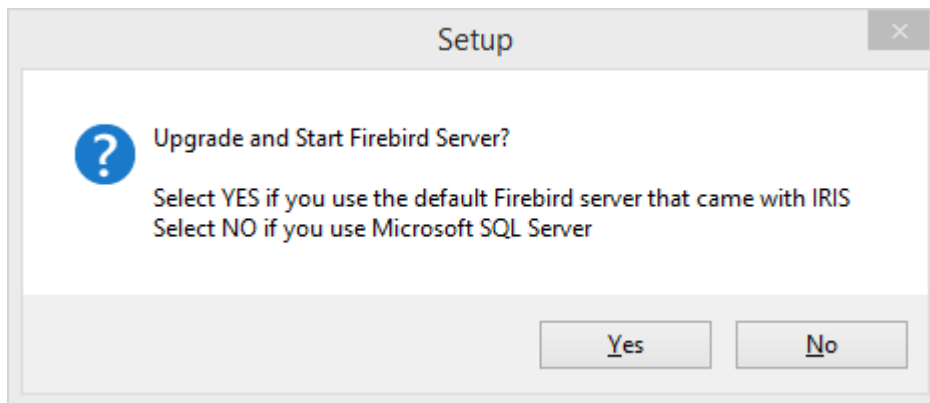 Setup
Upgrade and Start Firebird Server?
Select YES if you use the default Firebird server that came with IRIS
Select NO if you use Microsoft SQL Server
Yes
No